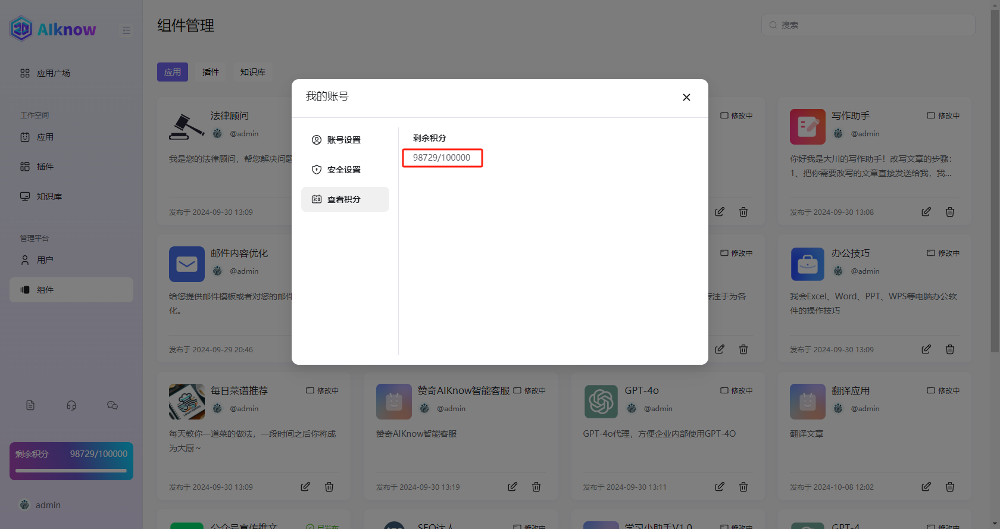 AIknow
应用广场
工作空间
应用
插件
知识库
管理平台
用户
组件
剩余积分 98729/100000
admin
组件管理
搜索
应用 插件 知识库
法律顾问
@admin
我是您的法律顾问，帮您解决问题
发布于 2024-09-30 13:09
修改中
写作助手
修改中
@admin
你好我是大川的写作助手！改写文章的步骤：
1、把你需要改写的文章直接发送给我，我...
发布于 2024-09-30 13:08
我的账号
账号设置
安全设置
3:0 查看积分
剩余积分
98729/100000
邮件内容优化
@admin
给您提供邮件模板或者对您的邮件
化。
发布于 2024-09-29 20:46
修改中
注于为各
办公技巧
修改中
@admin
我会Excel、Word、PPT、WPS等电脑办公软
件的操作技巧
发布于 2024-09-30 13:09
每日菜谱推荐
修改中
@admin
每天教你一道菜的做法，一段时间之后你将成
为大厨～
发布于 2024-09-30 13:09
赞奇AIKnow智能客服
修改中
@admin
赞奇AIKnow智能客服
发布于 2024-09-30 13:19
GPT-4o
修改中
@admin
GPT-4o代理，方便企业内部使用GPT-4O
发布于 2024-09-30 13:11
翻译应用
修改中
@admin
翻译文章
发布于 2024-10-08 12:02
公众号宣传推文
已发布
SEO达人
修改中
学习小助手V1.0
修改中
GPT-4
修改中